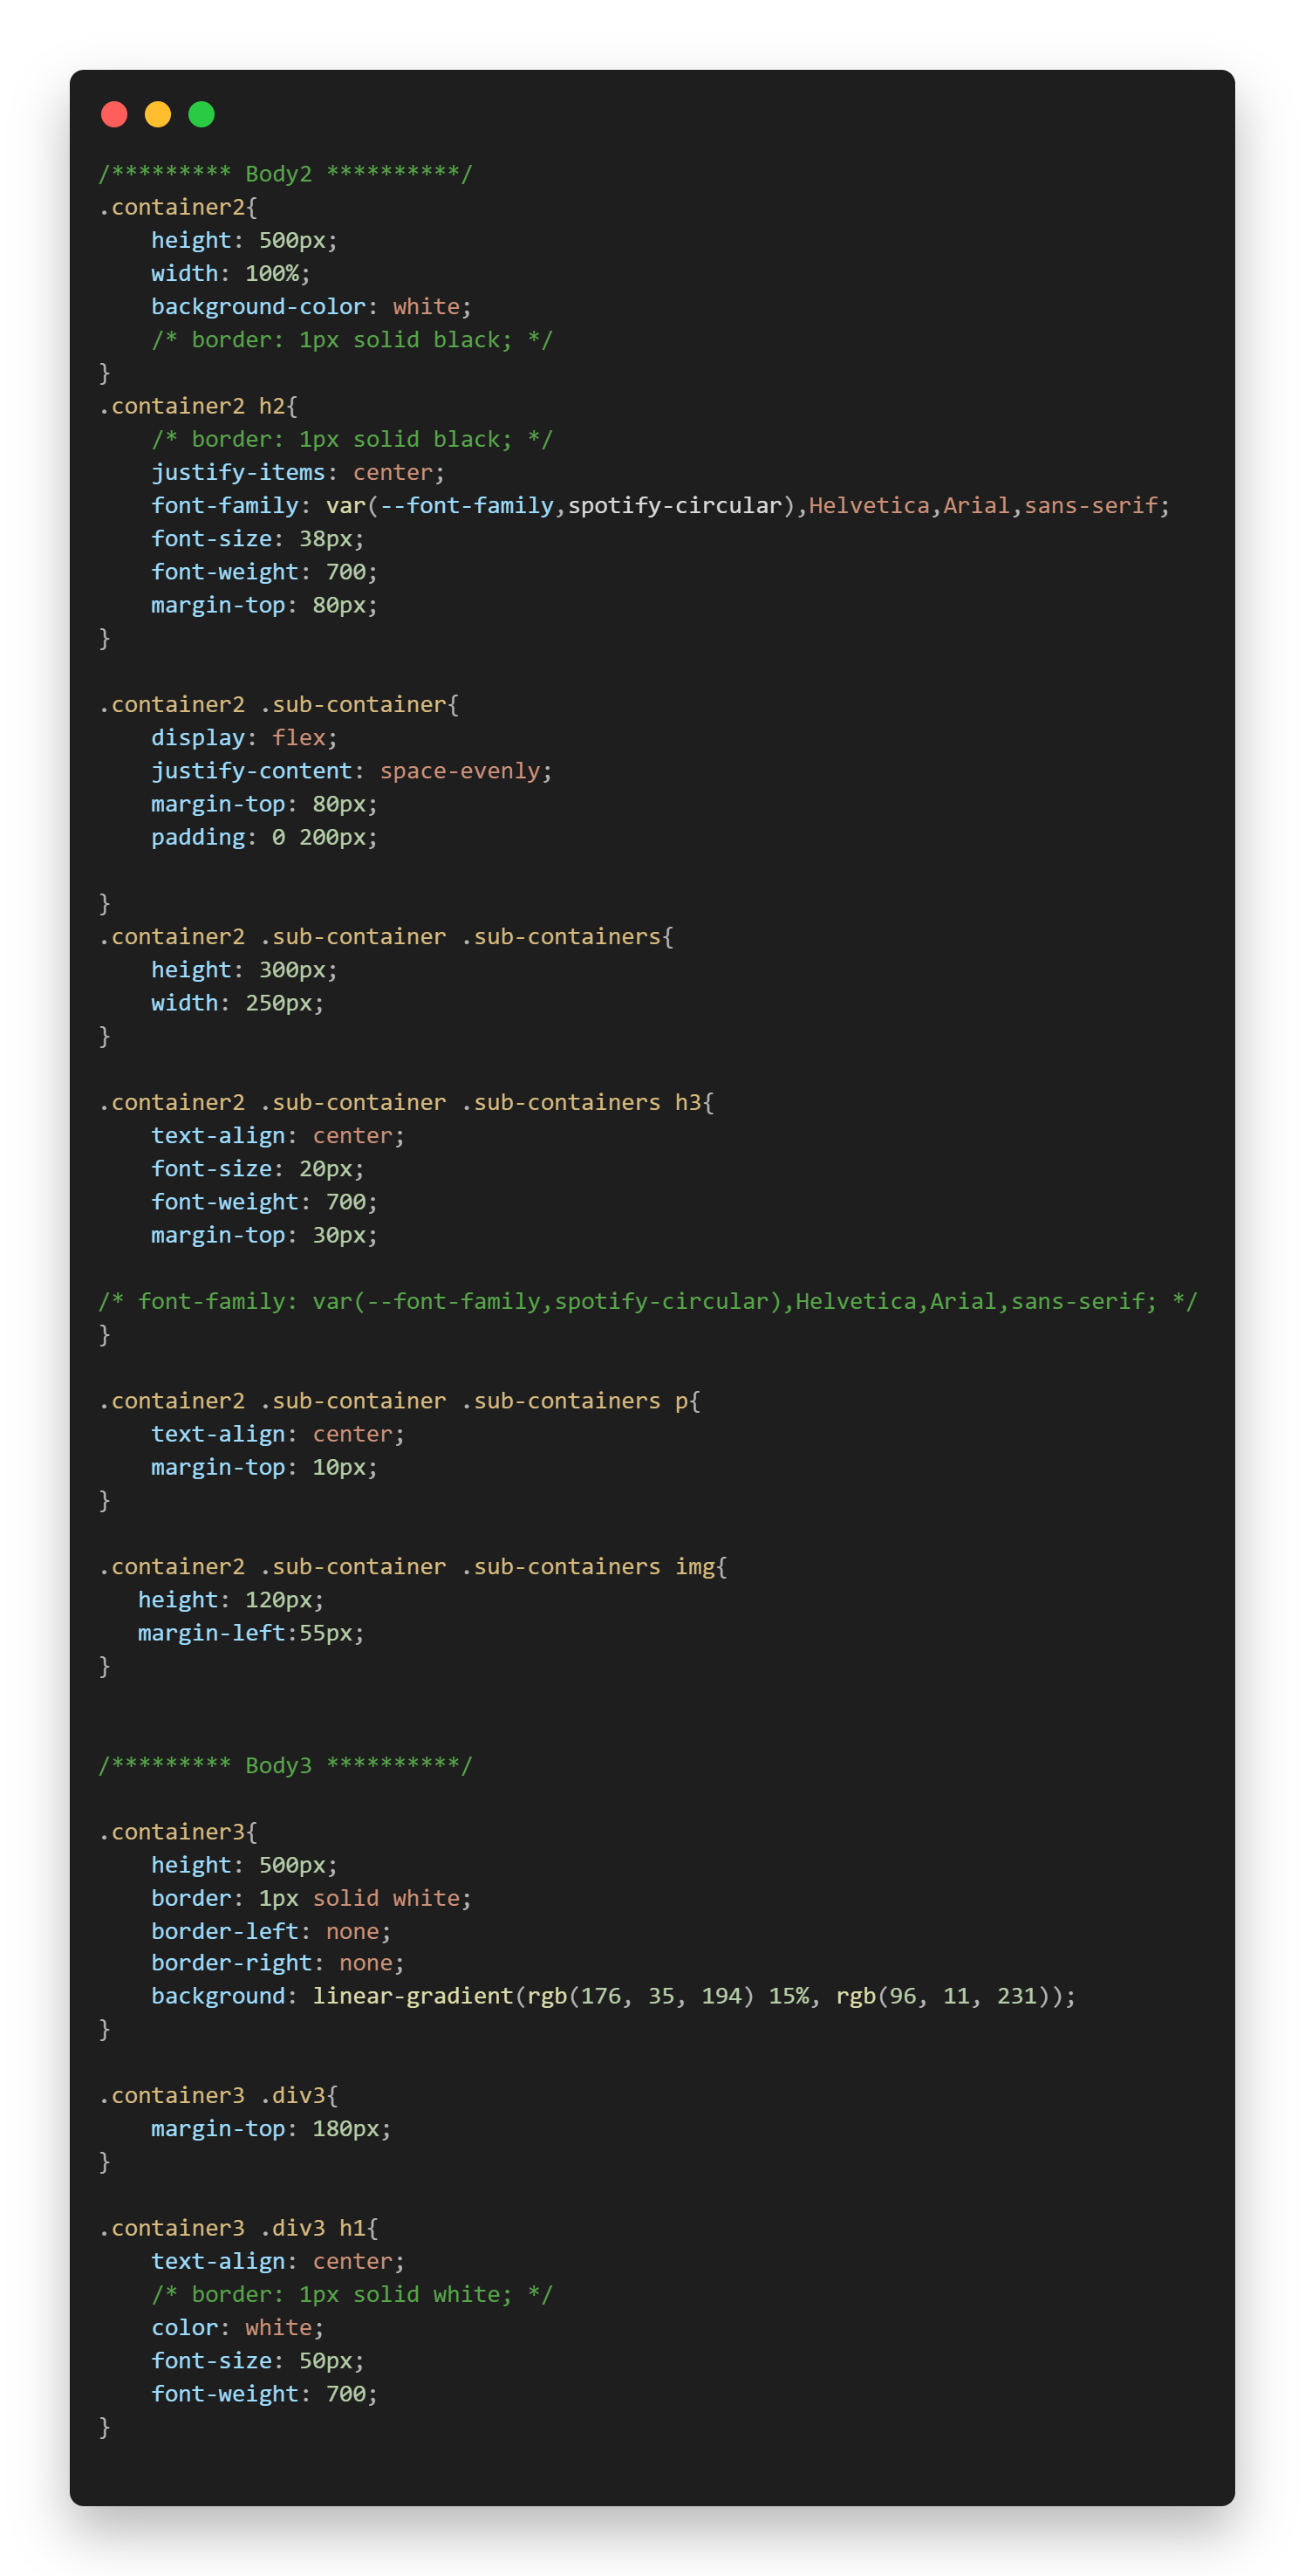 /********* Body2 **********/
.container2{
    height: 500px;
    width: 100%;
    background-color: white;
    /* border: 1px solid black; */
}
.container2 h2{
    /* border: 1px solid black; */
    justify-items: center;
    font-family: var(--font-family,spotify-circular),Helvetica,Arial,sans-serif;
    font-size: 38px;
    font-weight: 700;
    margin-top: 80px;
}

.container2 .sub-container{
    display: flex;
    justify-content: space-evenly;
    margin-top: 80px;
    padding: 0 200px;

}
.container2 .sub-container .sub-containers{
    height: 300px;
    width: 250px;
}

.container2 .sub-container .sub-containers h3{
    text-align: center;
    font-size: 20px;
    font-weight: 700;
    margin-top: 30px;

/* font-family: var(--font-family,spotify-circular),Helvetica,Arial,sans-serif; */
}

.container2 .sub-container .sub-containers p{
    text-align: center;
    margin-top: 10px;
}

.container2 .sub-container .sub-containers img{
   height: 120px;
   margin-left:55px;
}


/********* Body3 **********/

.container3{
    height: 500px;
    border: 1px solid white;
    border-left: none;
    border-right: none;
    background: linear-gradient(rgb(176, 35, 194) 15%, rgb(96, 11, 231));
}

.container3 .div3{
    margin-top: 180px;
}

.container3 .div3 h1{
    text-align: center;
    /* border: 1px solid white; */
    color: white;
    font-size: 50px;
    font-weight: 700;
}